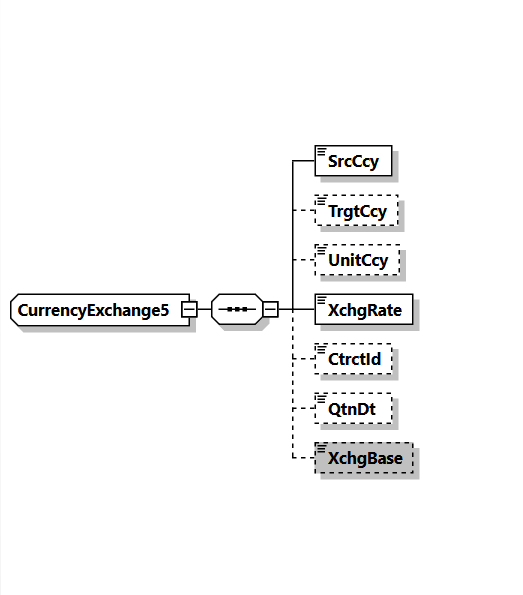 SrcCcy
TrgtCcy
UnitCcy
CurrencyExchange5
XchgRate
CtrctId
QtnDt
XchgBase